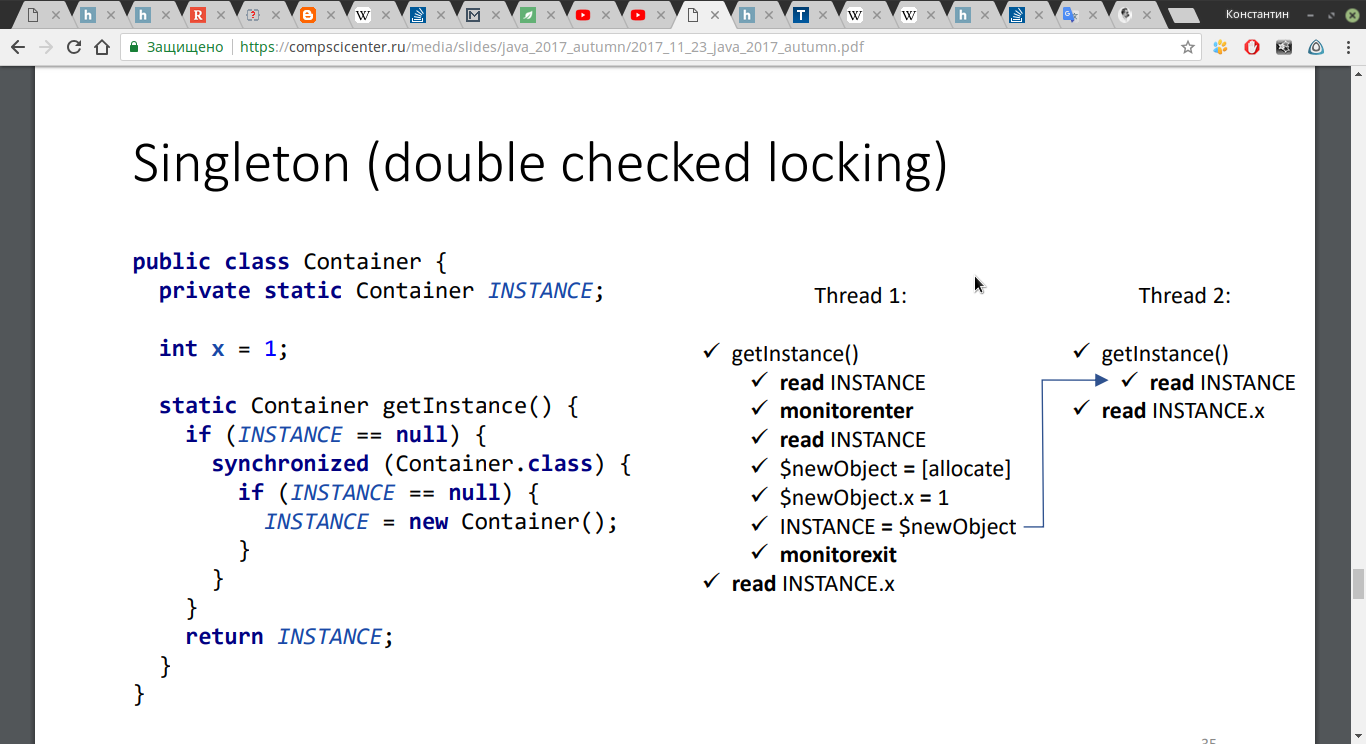 Константин
Защищено
https://compscicenter.ru/media/slides/java_2017_autumn/2017_11_23_java_2017_autumn.pdf
Singleton (double checked locking)
public class Container {
private static Container INSTANCE;
int x = 1;
static Container getInstance() {
if (INSTANCE == null) {
synchronized (Container.class) {
if (INSTANCE == null) {
INSTANCE = new Container();
}
}
}
return INSTANCE;
}
}
Thread 1:
✓ getInstance()
✓ read INSTANCE
✓ monitorenter
✓ read INSTANCE
✓ $newObject = [allocate]
✓ $newObject.x = 1
✓ INSTANCE = $newObject
✓ monitorexit
✓ read INSTANCE.x
Thread 2:
✓ getInstance()
✓ read INSTANCE
✓ read INSTANCE.x